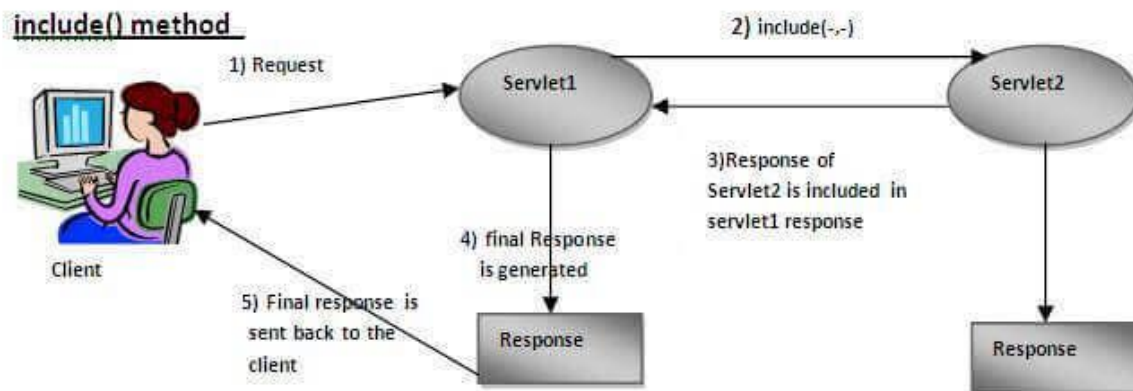 include() method
2) include(-,-)
1) Request
Servlet1
Servlet2
3)Response of
Servlet2 is included in
servlet1 response
4) final Response
is generated
Client
5) Final response is
sent back to the
client
Response
Response